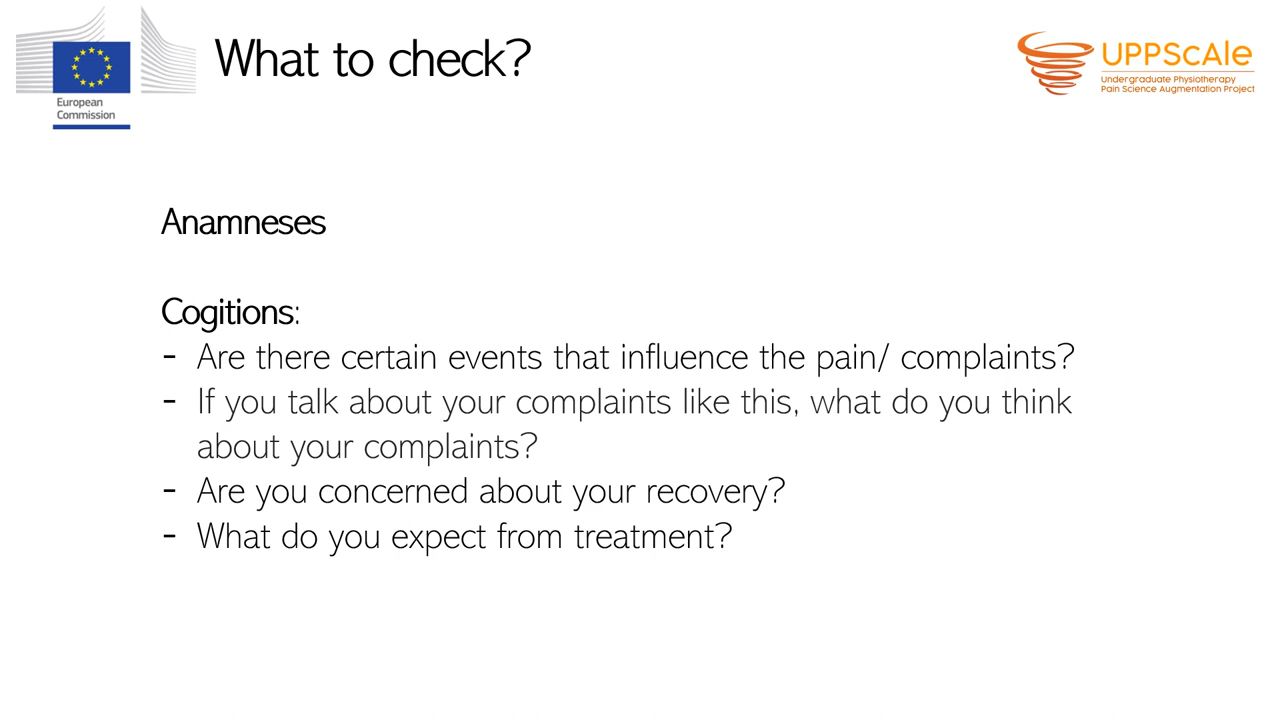 What to check?
European
Commission
UPPSCale
Undergraduate Physiotherapy
Pain Science Augmentation Project
Anamneses
Cogitions:
- Are there certain events that influence the pain/ complaints?
- If you talk about your complaints like this, what do you think
about your complaints?
- Are you concerned about your recovery?
- What do you expect from treatment?